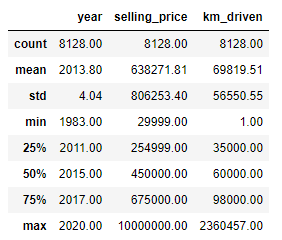 year selling_price km_driven
count 8128.00 8128.00 8128.00
mean 2013.80 638271.81 69819.51
std 4.04 806253.40 56550.55
min 1983.00 29999.00 1.00
25% 2011.00 254999.00 35000.00
50% 2015.00 450000.00 60000.00
75% 2017.00 675000.00 98000.00
max 2020.00 10000000.00 2360457.00